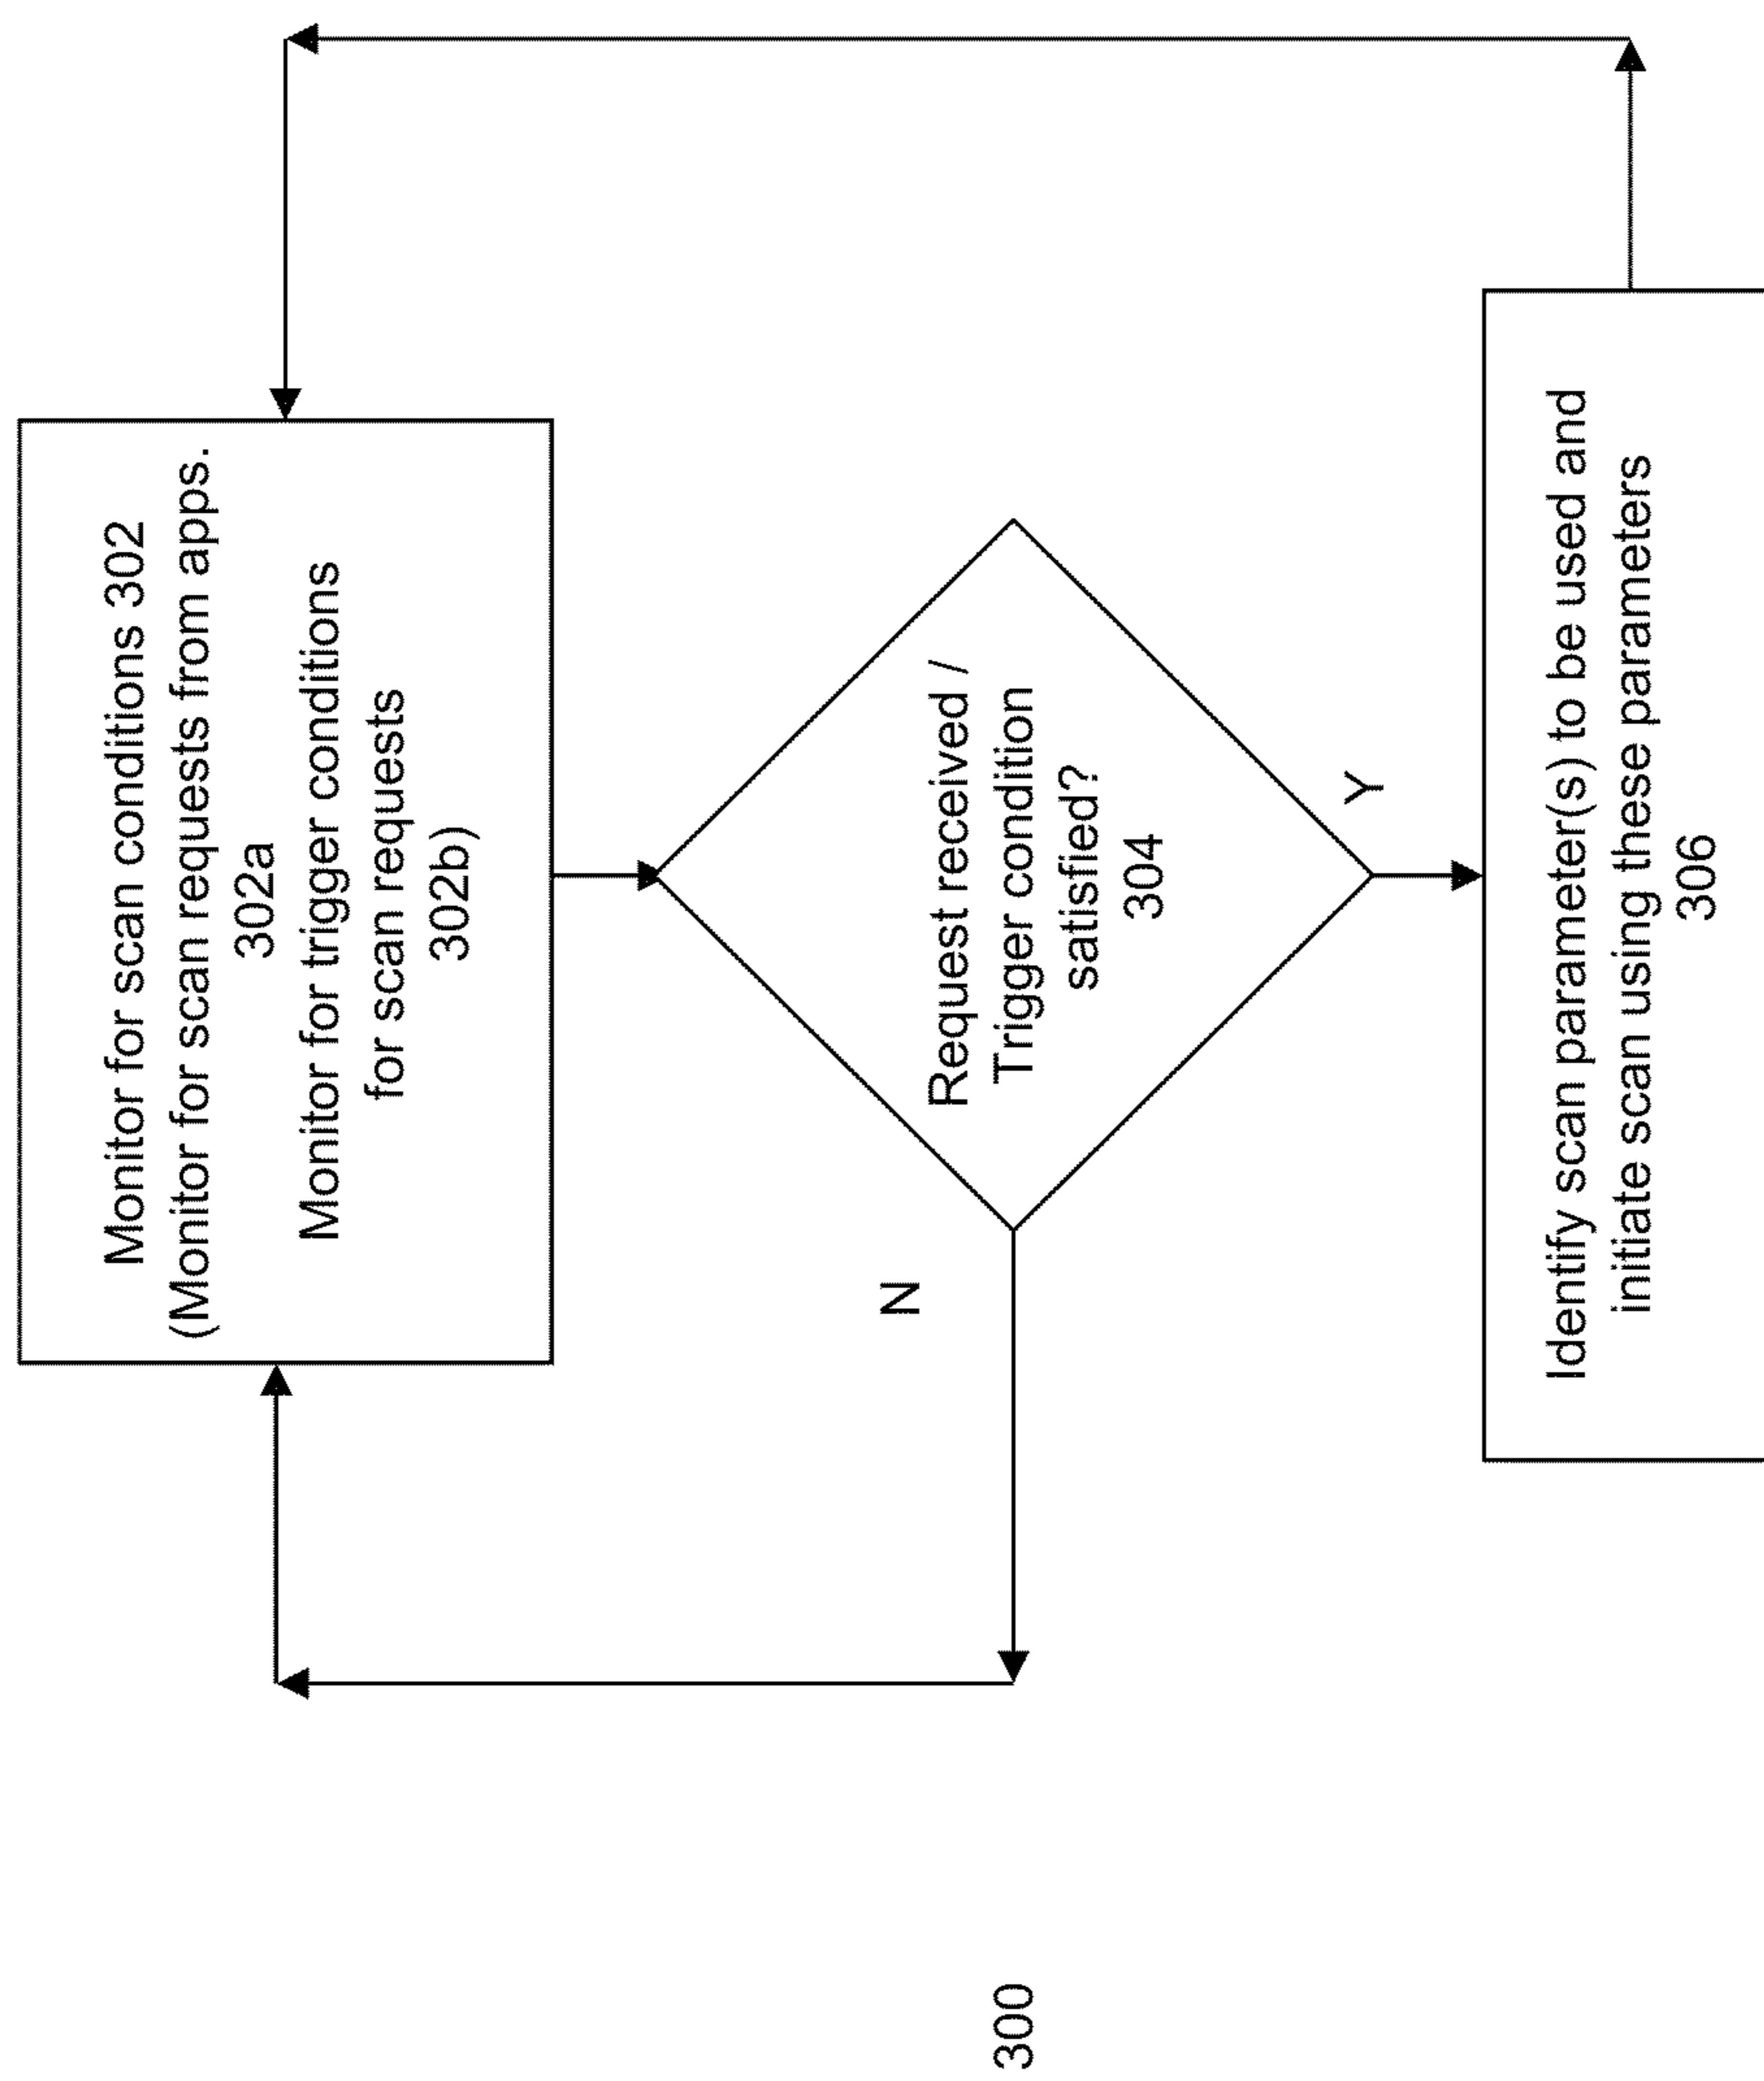 Monitor for scan conditions 302
(Monitor for scan requests from apps.
302a
Monitor for trigger conditions
for scan requests
302b)
Request received /
Trigger condition
satisfied?
304
N
Y
Identify scan parameter(s) to be used and
initiate scan using these parameters
306
300